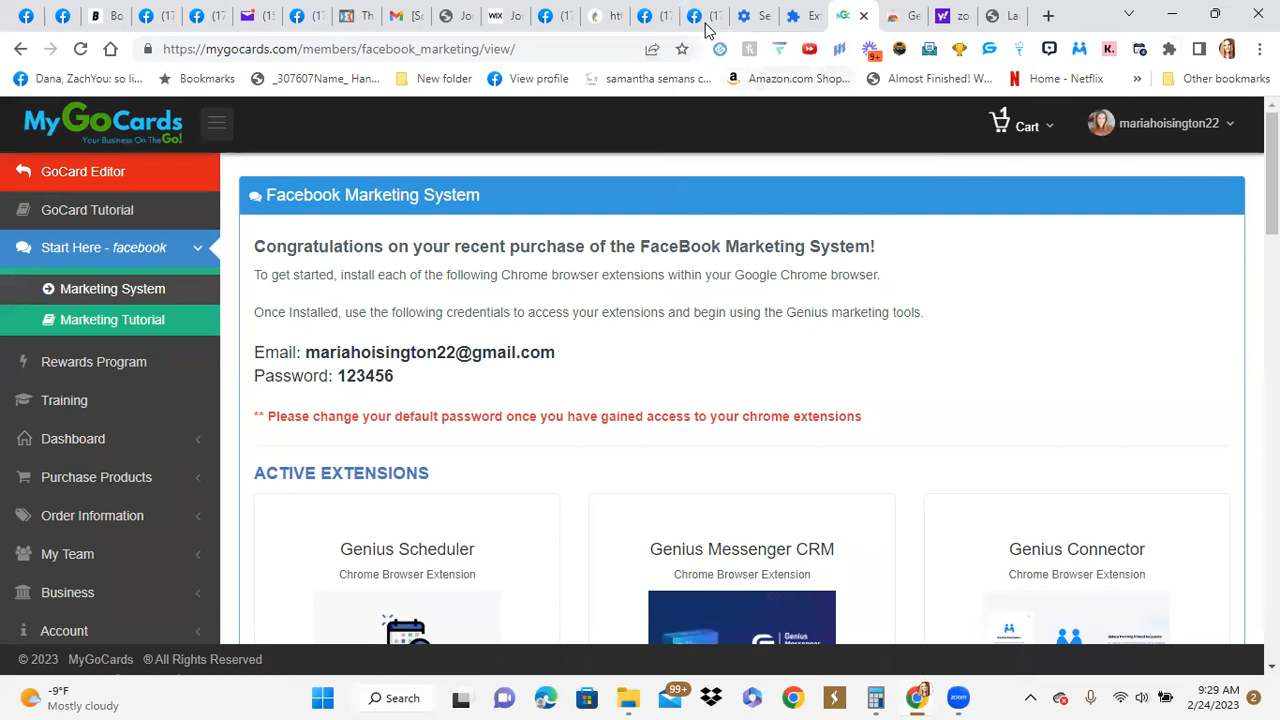 https://mygocards.com/members/facebook_marketing/view/
Dana, ZachYou: so li...
Bookmarks
_307607Name_ Han...
New folder
View profile
samantha semans c...
Amazon.com Shop...
Almost Finished! W...
Home - Netflix
»
Other bookmarks
9+
MyGoCards
Your Business On The Go!
1
Cart
mariahoisington22
GoCard Editor
GoCard Tutorial
Start Here - facebook
Marketing System
Marketing Tutorial
Rewards Program
Training
Dashboard
Purchase Products
Order Information
My Team
Business
Account
Facebook Marketing System
Congratulations on your recent purchase of the FaceBook Marketing System!
To get started, install each of the following Chrome browser extensions within your Google Chrome browser.
Once Installed, use the following credentials to access your extensions and begin using the Genius marketing tools.
Email: mariahoisington22@gmail.com
Password: 123456
** Please change your default password once you have gained access to your chrome extensions
ACTIVE EXTENSIONS
Genius Scheduler
Chrome Browser Extension
Genius Messenger CRM
Chrome Browser Extension
Genius Messenger
Genius Connector
Chrome Browser Extension
© 2023 MyGoCards ® All Rights Reserved
-9°F
Mostly cloudy
Search
99+
9:29 AM
2/24/2023
2